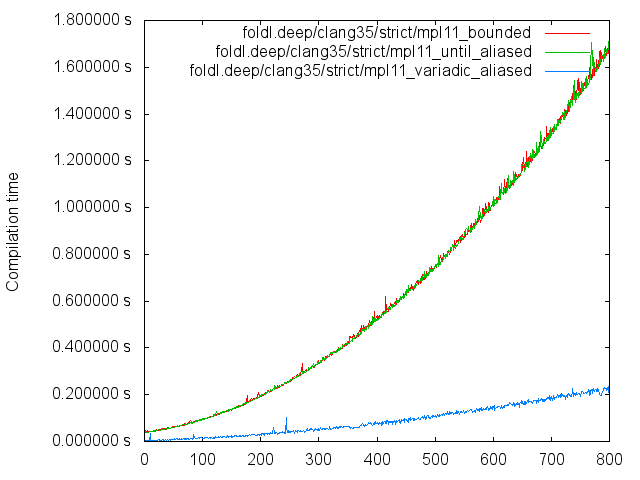 foldl.deep/clang35/strict/mpl11_bounded
foldl.deep/clang35/strict/mpl11_until_aliased
foldl.deep/clang35/strict/mpl11_variadic_aliased
1.800000 s
1.600000 s
1.400000 s
1.200000 s
1.000000 s
0.800000 s
0.600000 s
0.400000 s
0.200000 s
0.000000 s
Compilation time
0 100 200 300 400 500 600 700 800